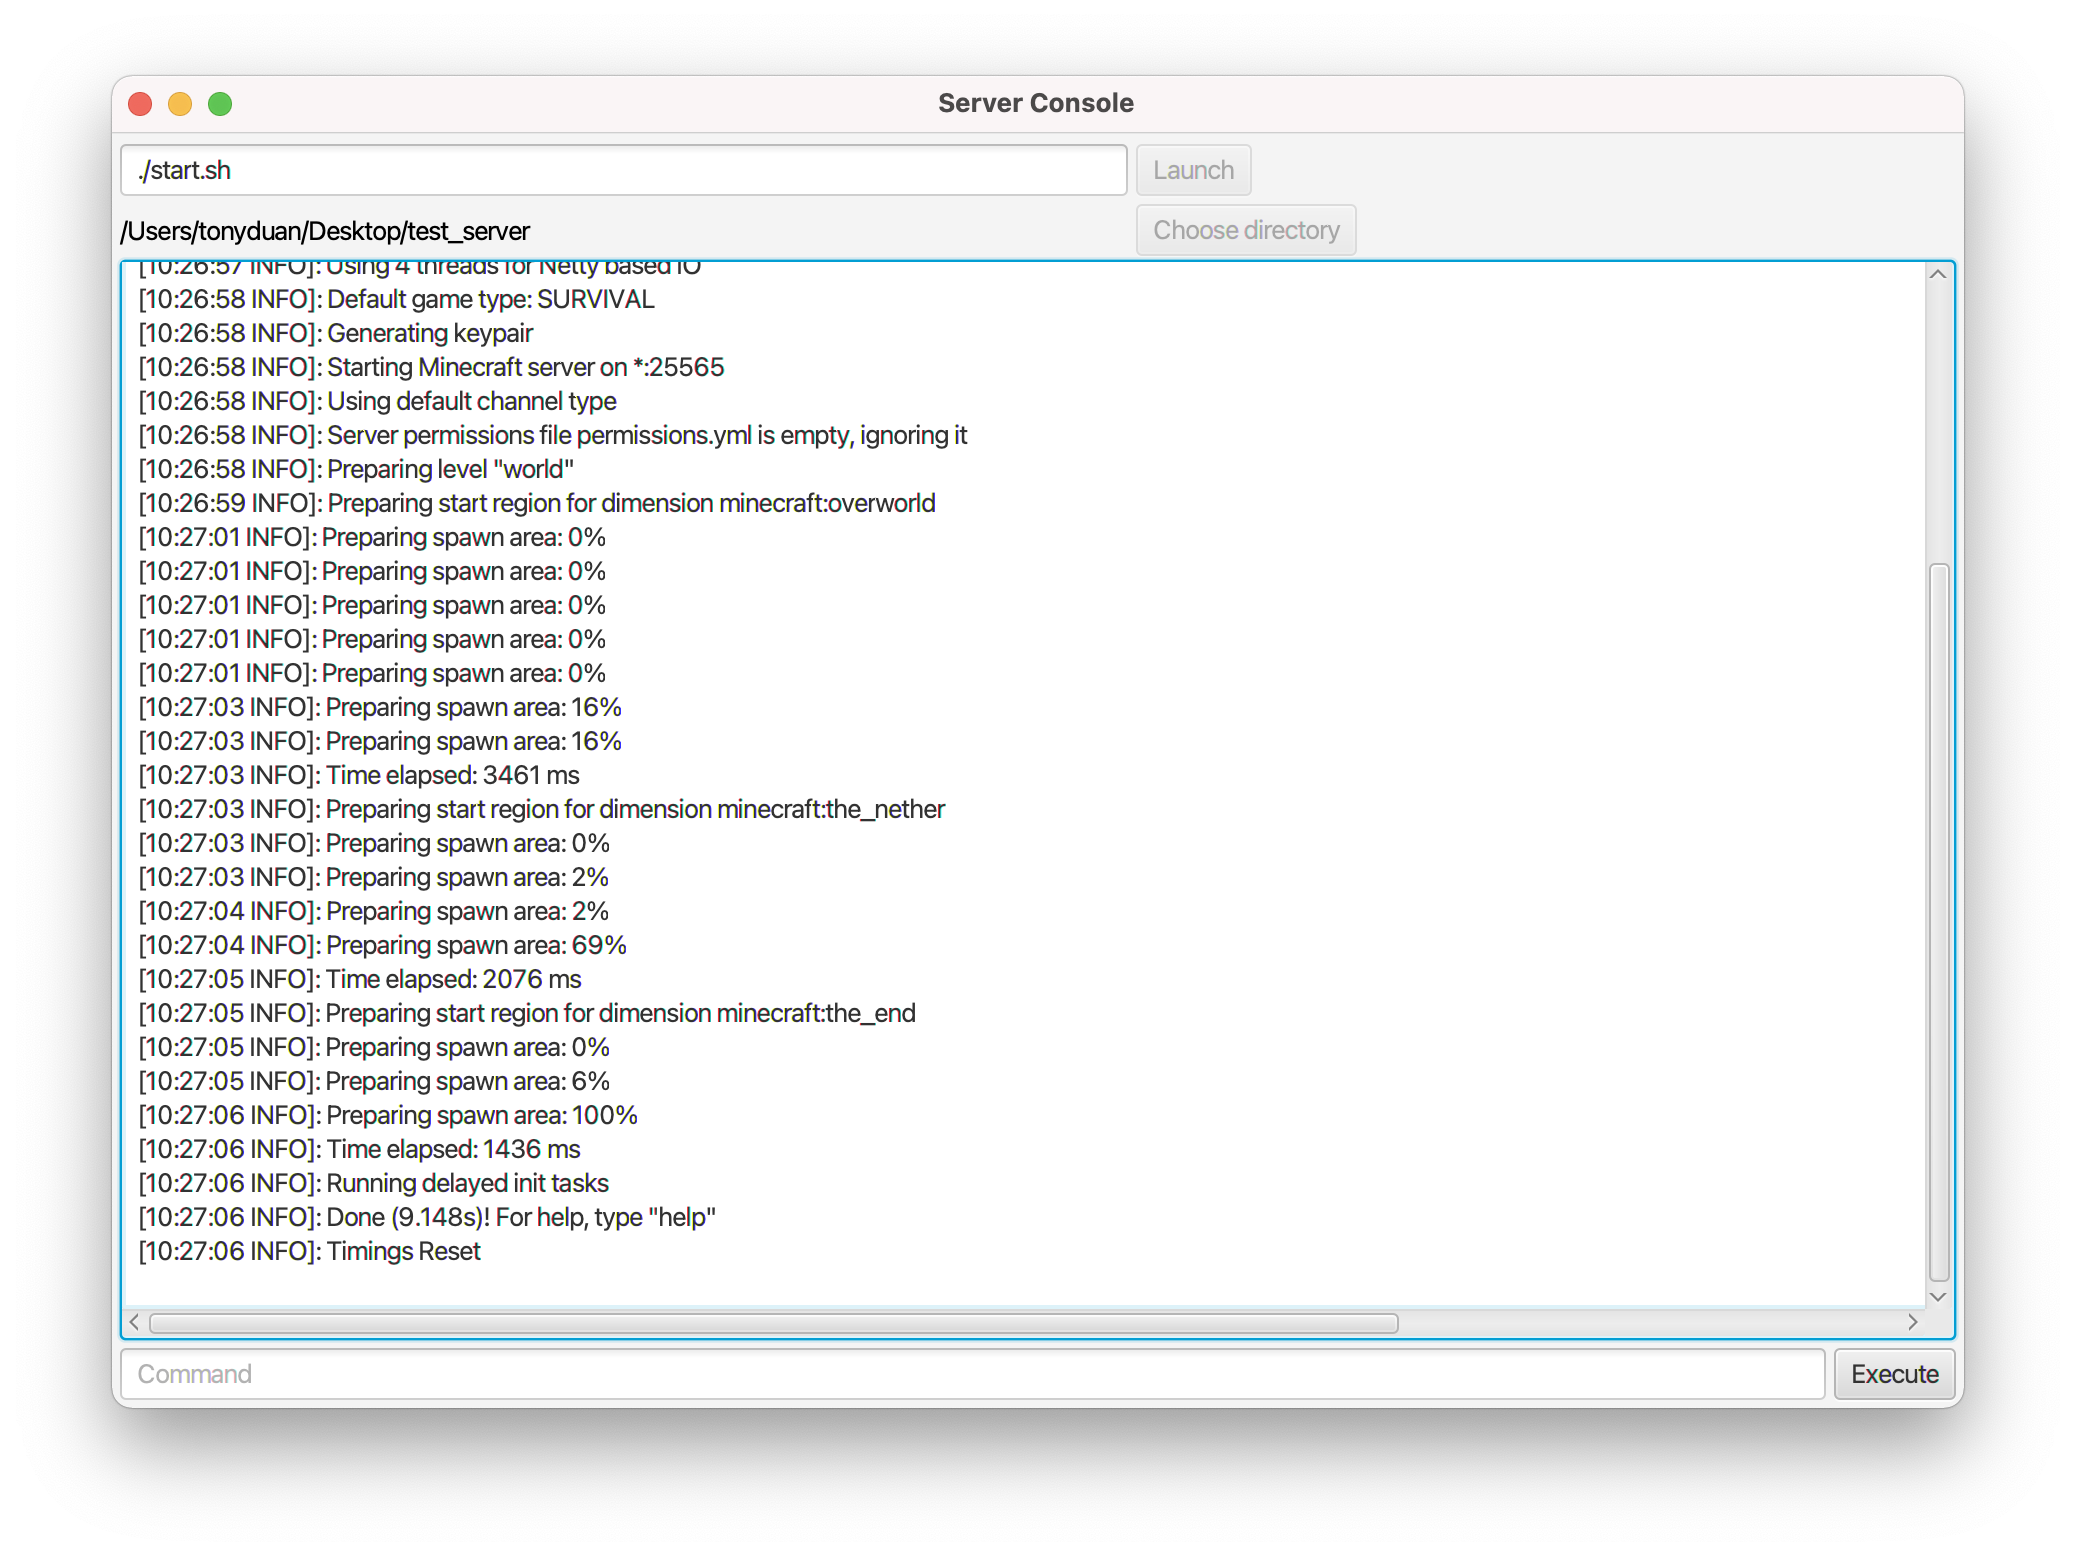 Server Console
./start.sh
Launch
/Users/tonyduan/Desktop/test_server
Choose directory
[10:26:57 INFO]: Using 4 threads for Netty based IO
[10:26:58 INFO]: Default game type: SURVIVAL
[10:26:58 INFO]: Generating keypair
[10:26:58 INFO]: Starting Minecraft server on *:25565
[10:26:58 INFO]: Using default channel type
[10:26:58 INFO]: Server permissions file permissions.yml is empty, ignoring it
[10:26:58 INFO]: Preparing level "world"
[10:26:59 INFO]: Preparing start region for dimension minecraft:overworld
[10:27:01 INFO]: Preparing spawn area: 0%
[10:27:01 INFO]: Preparing spawn area: 0%
[10:27:01 INFO]: Preparing spawn area: 0%
[10:27:01 INFO]: Preparing spawn area: 0%
[10:27:01 INFO]: Preparing spawn area: 0%
[10:27:03 INFO]: Preparing spawn area: 16%
[10:27:03 INFO]: Preparing spawn area: 16%
[10:27:03 INFO]: Time elapsed: 3461 ms
[10:27:03 INFO]: Preparing start region for dimension minecraft:the_nether
[10:27:03 INFO]: Preparing spawn area: 0%
[10:27:03 INFO]: Preparing spawn area: 2%
[10:27:04 INFO]: Preparing spawn area: 2%
[10:27:04 INFO]: Preparing spawn area: 69%
[10:27:05 INFO]: Time elapsed: 2076 ms
[10:27:05 INFO]: Preparing start region for dimension minecraft:the_end
[10:27:05 INFO]: Preparing spawn area: 0%
[10:27:05 INFO]: Preparing spawn area: 6%
[10:27:06 INFO]: Preparing spawn area: 100%
[10:27:06 INFO]: Time elapsed: 1436 ms
[10:27:06 INFO]: Running delayed init tasks
[10:27:06 INFO]: Done (9.148s)! For help, type "help"
[10:27:06 INFO]: Timings Reset
Command
Execute